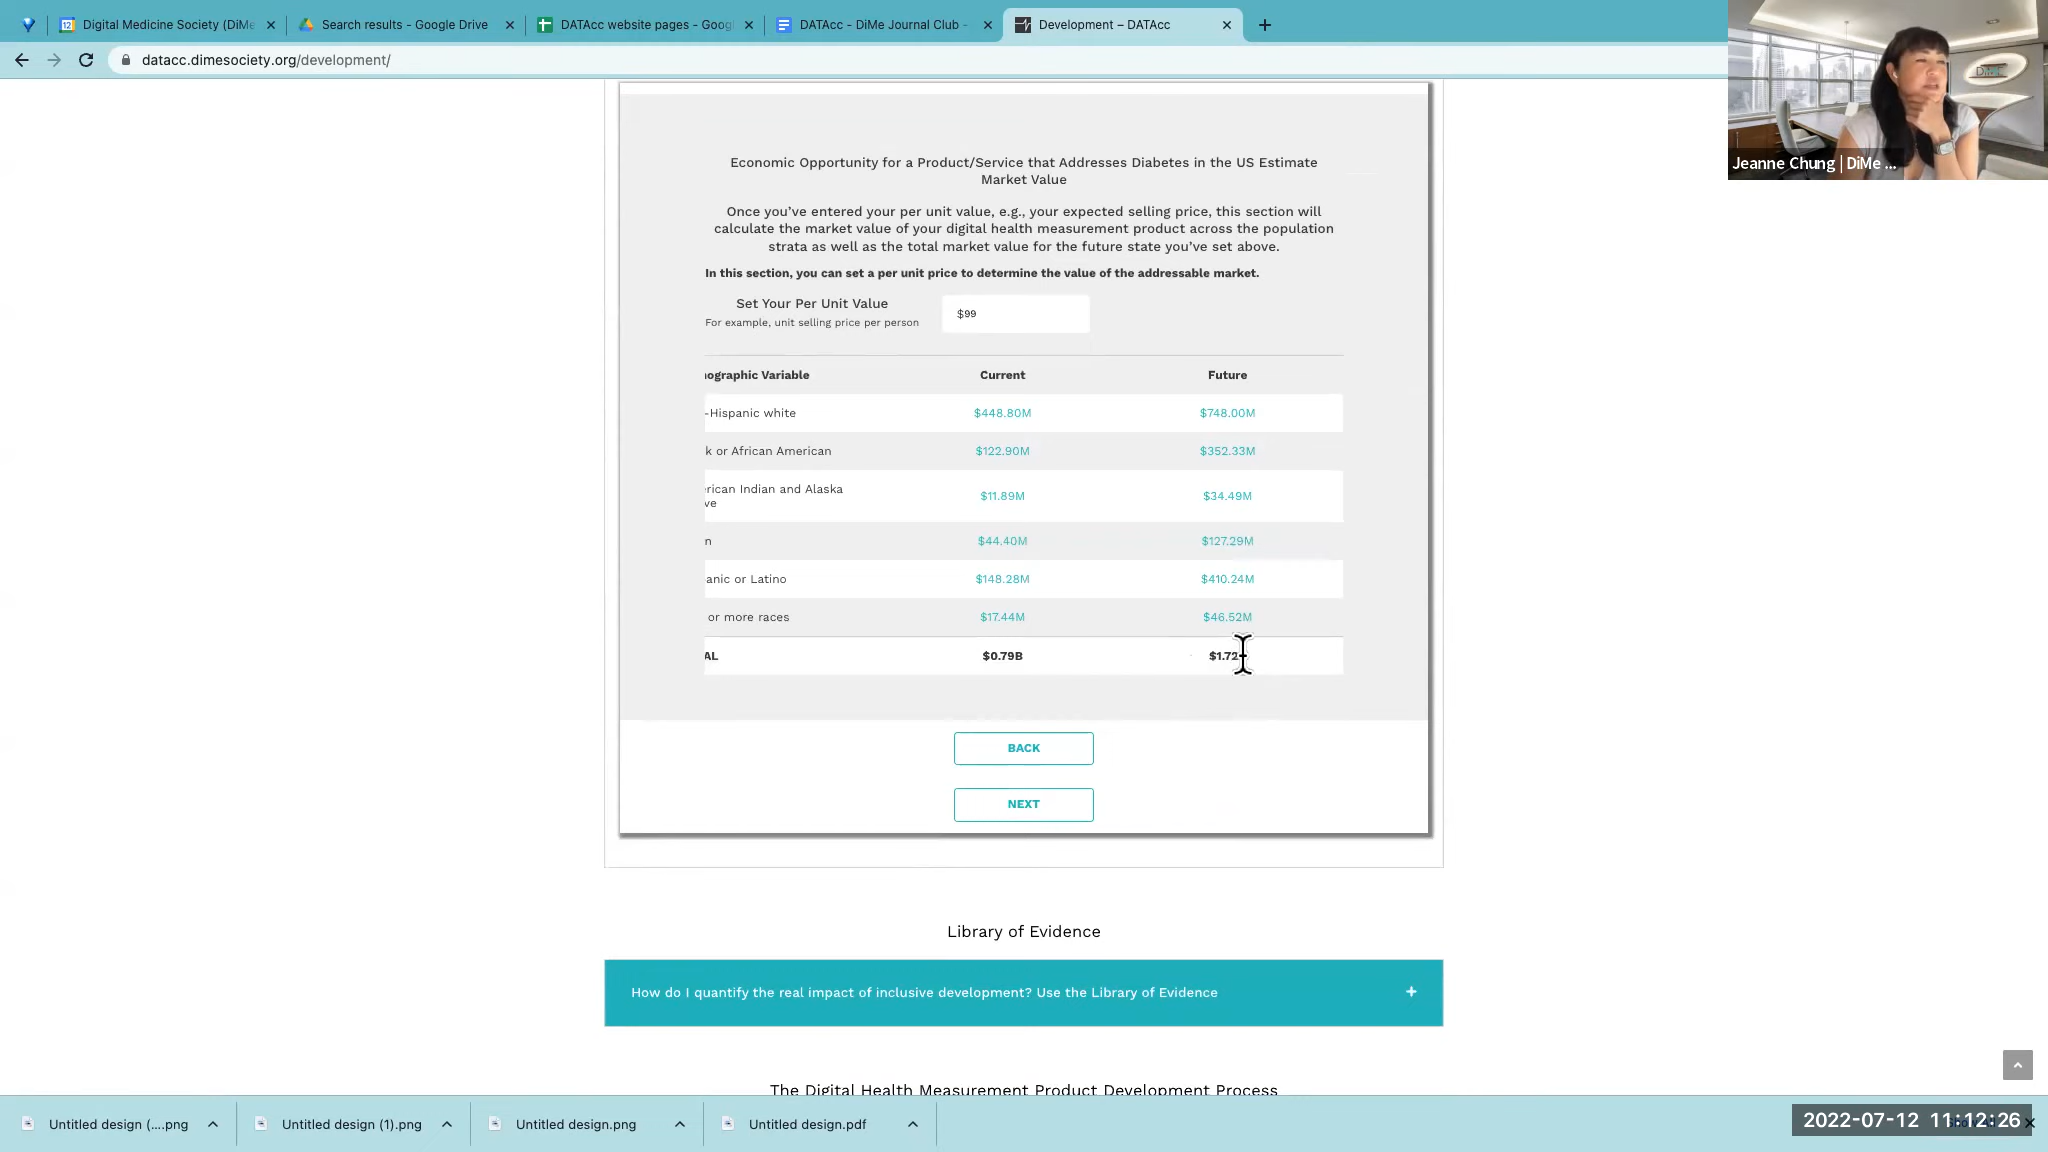 Digital Medicine Society (DiMe
Search results - Google Drive
DATAcc website pages - Goog
DATAcc - DiMe Journal Club -
Development – DATAcc
datacc.dimesociety.org/development/
DiMe
Jeanne Chung | DiMe ...
Economic Opportunity for a Product/Service that Addresses Diabetes in the US Estimate
Market Value
Once you’ve entered your per unit value, e.g., your expected selling price, this section will
calculate the market value of your digital health measurement product across the population
strata as well as the total market value for the future state you’ve set above.
In this section, you can set a per unit price to determine the value of the addressable market.
Set Your Per Unit Value
For example, unit selling price per person
$99
ographic Variable Current Future
-Hispanic white $448.80M $748.00M
k or African American $122.90M $352.33M
rican Indian and Alaska
ve $11.89M $34.49M
n $44.40M $127.29M
anic or Latino $148.28M $410.24M
or more races $17.44M $46.52M
AL $0.79B $1.72
BACK
NEXT
Library of Evidence
How do I quantify the real impact of inclusive development? Use the Library of Evidence +
The Digital Health Measurement Product Development Process
Untitled design (....png
Untitled design (1).png
Untitled design.png
Untitled design.pdf
2022-07-12 11:12:26